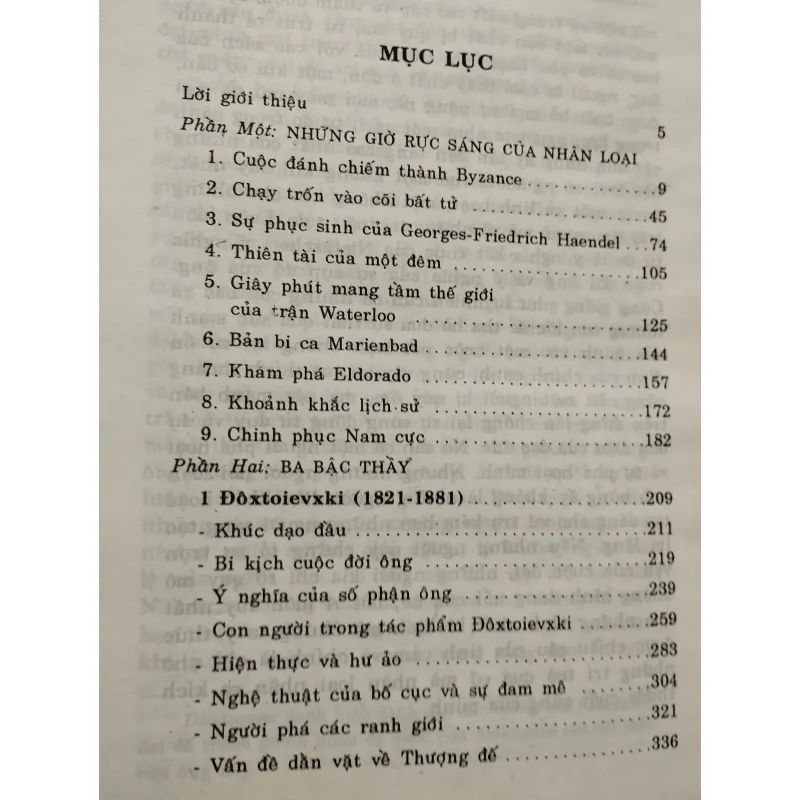 MỤC LỤC
Lời giới thiệu 5
Phần Một: NHỮNG GIỜ RỰC SÁNG CỦA NHÂN LOẠI
1. Cuộc đánh chiếm thành Byzance...............9
2. Chạy trốn vào cõi bất tử ....................45
3. Sự phục sinh của Georges-Friedrich Haendel ...74
4. Thiên tài của một đêm .....................105
5. Giây phút mang tầm thế giới
của trận Waterloo .........................125
6. Bản bi ca Marienbad........................144
7. Khám phá Eldorado ........................157
8. Khoảnh khắc lịch sử .......................172
9. Chinh phục Nam cực .......................182
Phần Hai: BA BẬC THẦY
1 Đôxtoievxki (1821-1881)....................209
- Khúc dạo đầu..............................211
- Bi kịch cuộc đời ông .......................219
- Ý nghĩa của số phận ông ...................239
- Con người trong tác phẩm Đôxtoievxki ........259
- Hiện thực và hư ảo ........................283
- Nghệ thuật của bố cục và sự đam mê ........304
- Người phá các ranh giới ....................321
- Vấn đề dằn vặt về Thượng đế ...............336